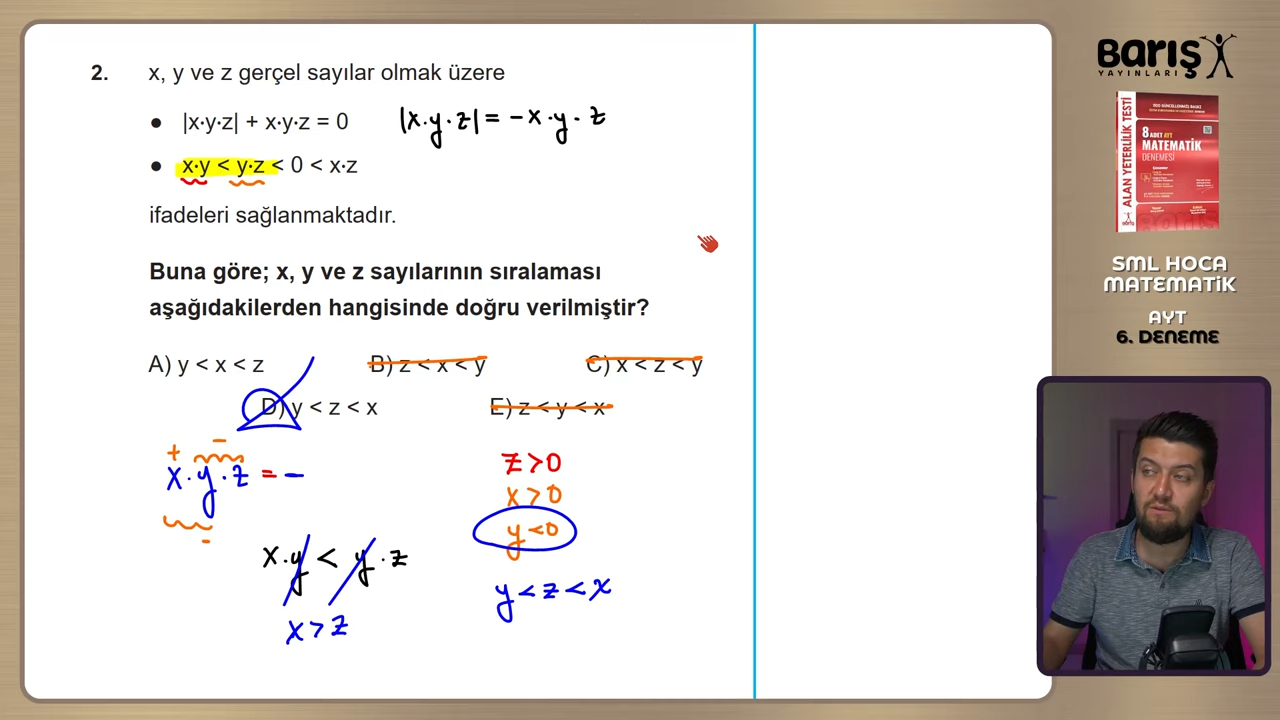 2. x, y ve z gerçel sayılar olmak üzere
● |x·y·z| + x·y·z = 0 |x·y·z| = -x·y·z
● x·y < y·z < 0 < x·z
ifadeleri sağlanmaktadır.
Buna göre; x, y ve z sayılarının sıralaması
aşağıdakilerden hangisinde doğru verilmiştir?
A) y < x < z B) z < x < y C) x < z < y
D) y < z < x E) z < y < x
+ -
x·y·z = -
-
x·y < y·z
x > z
z > 0
x > 0
y < 0
y < z < x
BARIŞ
YAYINLARI
ALAN YETERLİLİK TESTİ
8 ADET AYT
MATEMATİK
DENEMESİ
SML HOCA
MATEMATİK
AYT
6. DENEME